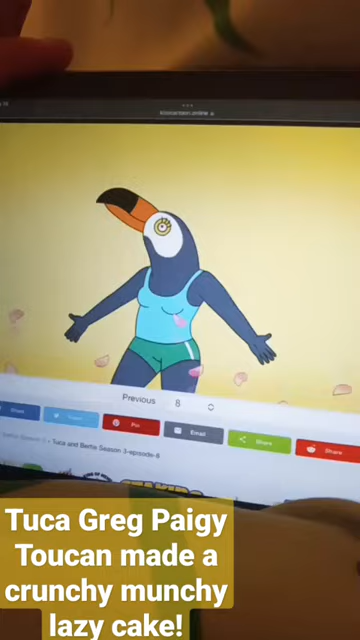 Previous
8
Pin
Email
Share
Share
Tuca and Bertie Season 3-episode-6
Tuca Greg Paigy
Toucan made a
crunchy munchy
lazy cake!